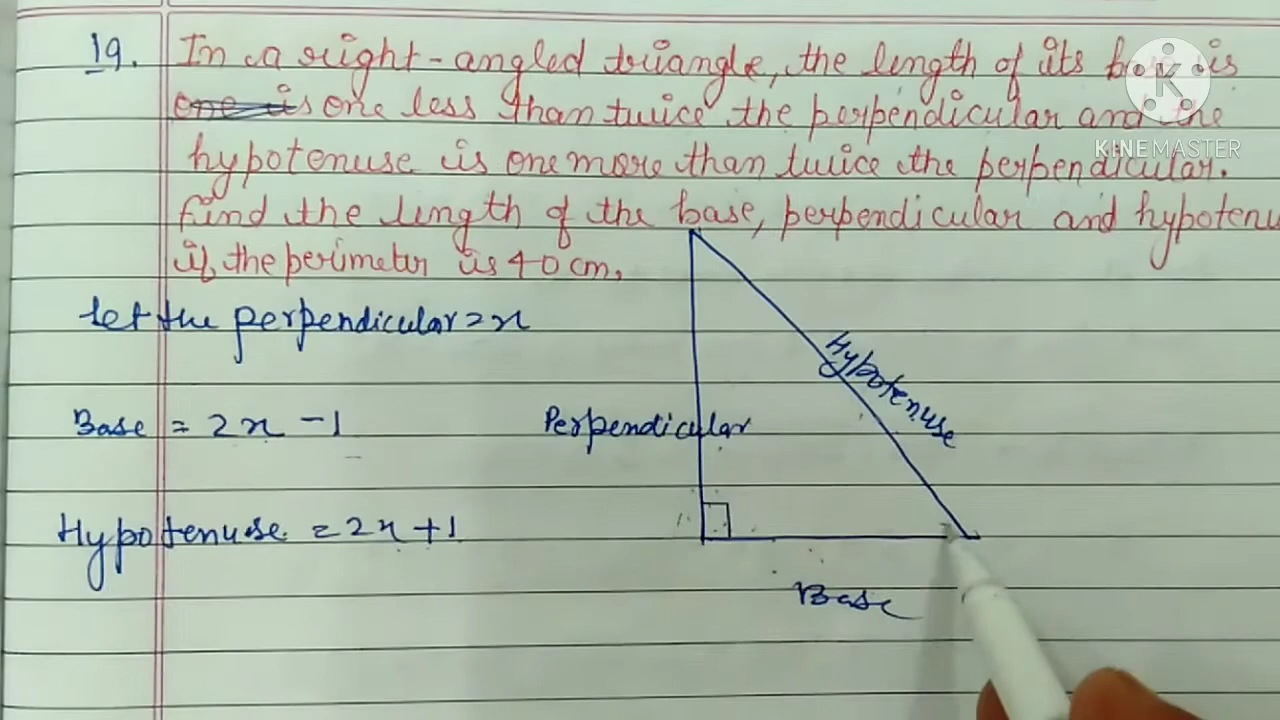 19. In a right-angled triangle, the length of its base is
one is one less than twice the perpendicular and the
hypotenuse is one more than twice the perpendicular.
Find the length of the base, perpendicular and hypotenu
if the perimeter is 40cm.
let the perpendicular = x
Base = 2x - 1
Perpendicular
Hypotenuse
Hypotenuse = 2x + 1
Base
K
KINEMASTER